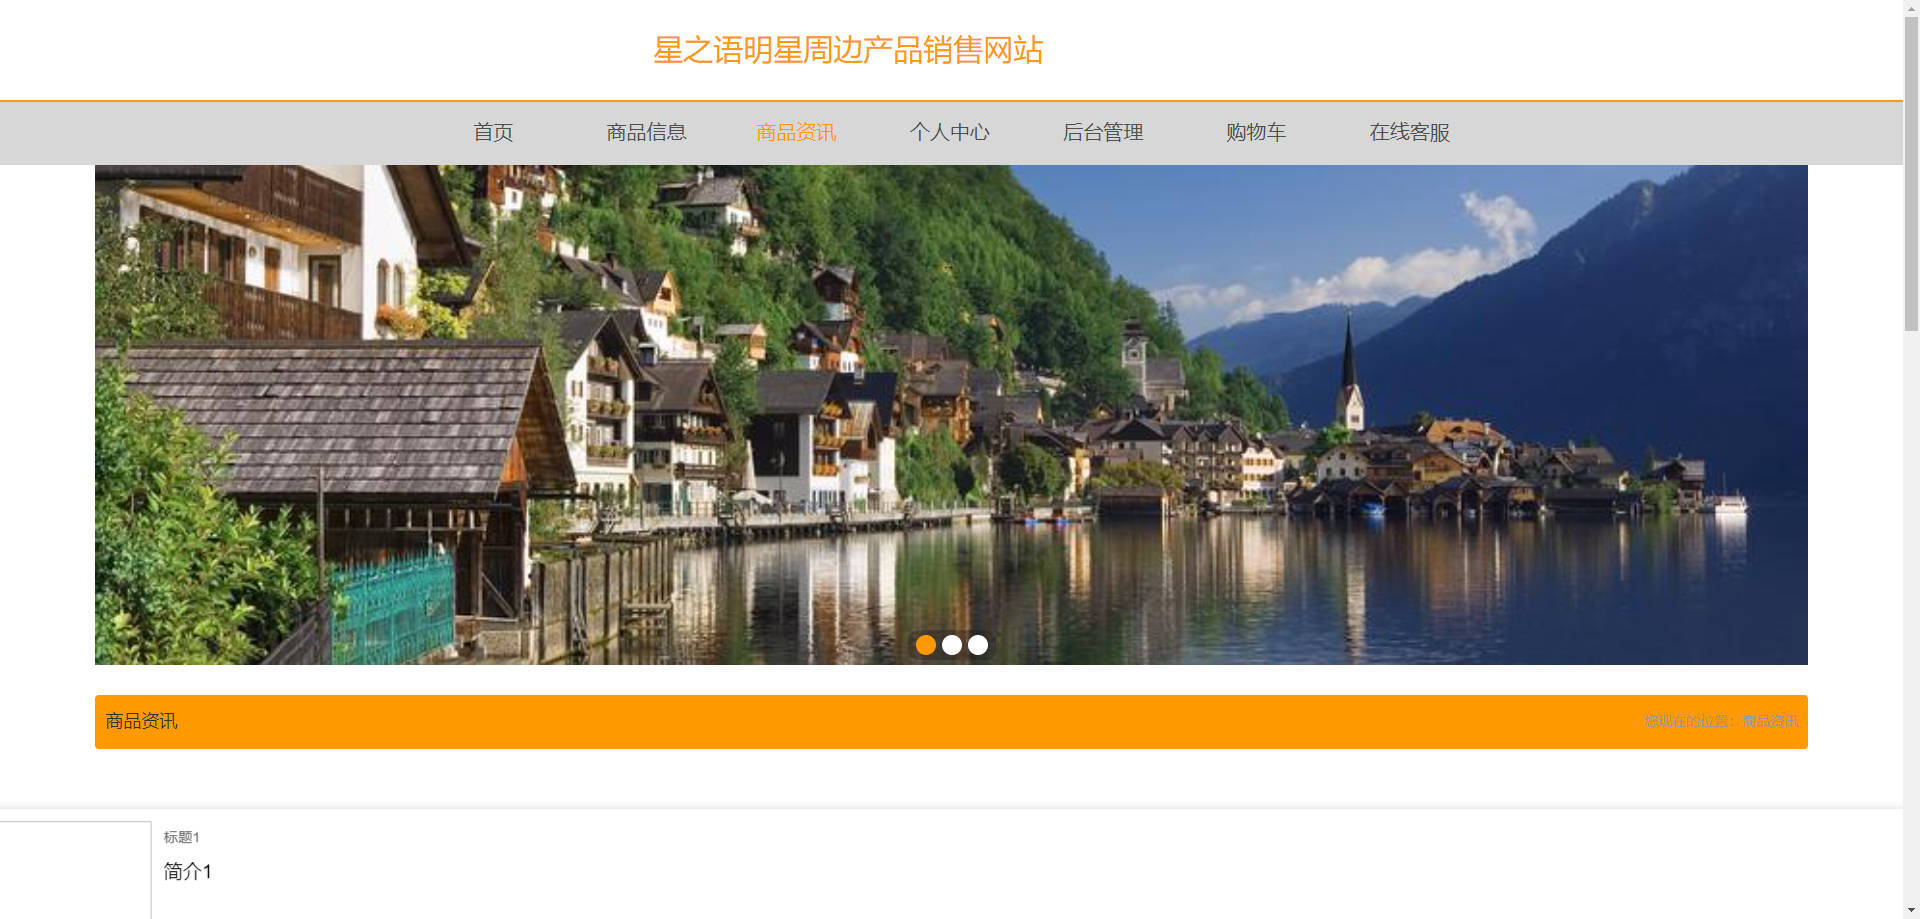 星之语明星周边产品销售网站
首页 商品信息 商品资讯 个人中心 后台管理 购物车 在线客服
商品资讯 您现在的位置：商品资讯
标题1
简介1